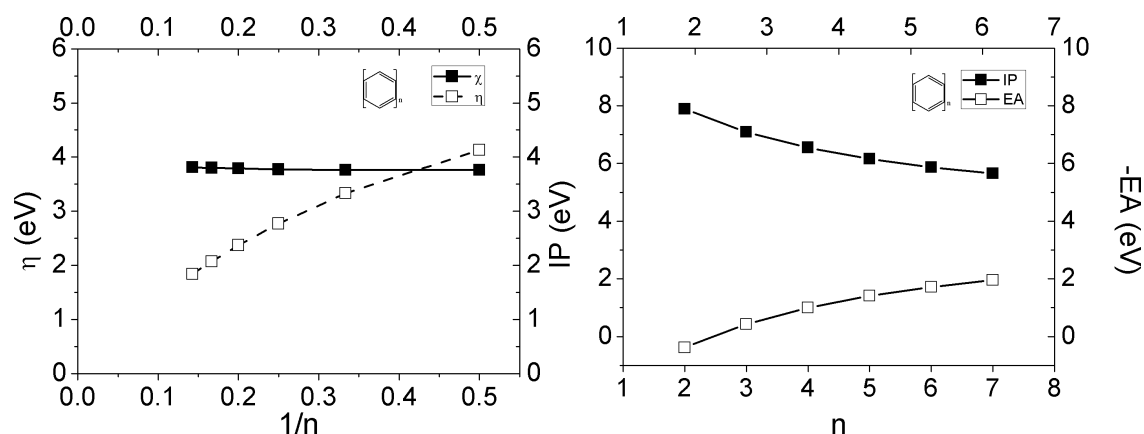 0.0 0.1 0.2 0.3 0.4 0.5
6 5 4 3 2 1 0
η (eV)
n
χ
η
6 5 4 3 2 1 0
IP (eV)
0.0 0.1 0.2 0.3 0.4 0.5
1/n
1 2 3 4 5 6 7
10 8 6 4 2 0
n
IP
EA
10 8 6 4 2 0
-EA (eV)
1 2 3 4 5 6 7 8
n